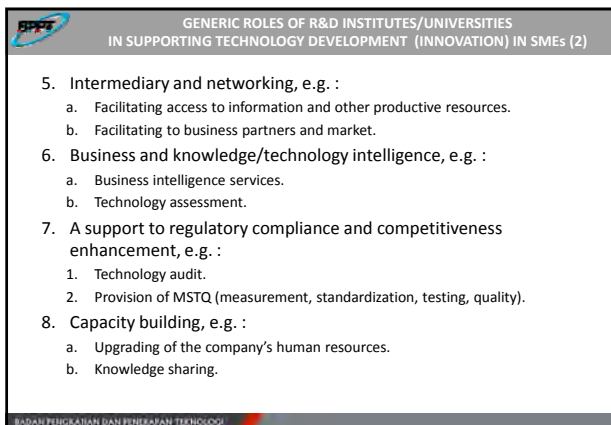 BPPT
GENERIC ROLES OF R&D INSTITUTES/UNIVERSITIES
IN SUPPORTING TECHNOLOGY DEVELOPMENT (INNOVATION) IN SMEs (2)
5. Intermediary and networking, e.g. :
a. Facilitating access to information and other productive resources.
b. Facilitating to business partners and market.
6. Business and knowledge/technology intelligence, e.g. :
a. Business intelligence services.
b. Technology assessment.
7. A support to regulatory compliance and competitiveness
enhancement, e.g. :
1. Technology audit.
2. Provision of MSTQ (measurement, standardization, testing, quality).
8. Capacity building, e.g. :
a. Upgrading of the company's human resources.
b. Knowledge sharing.
BADAN PENGKAJIAN DAN PENERAPAN TEKNOLOGI